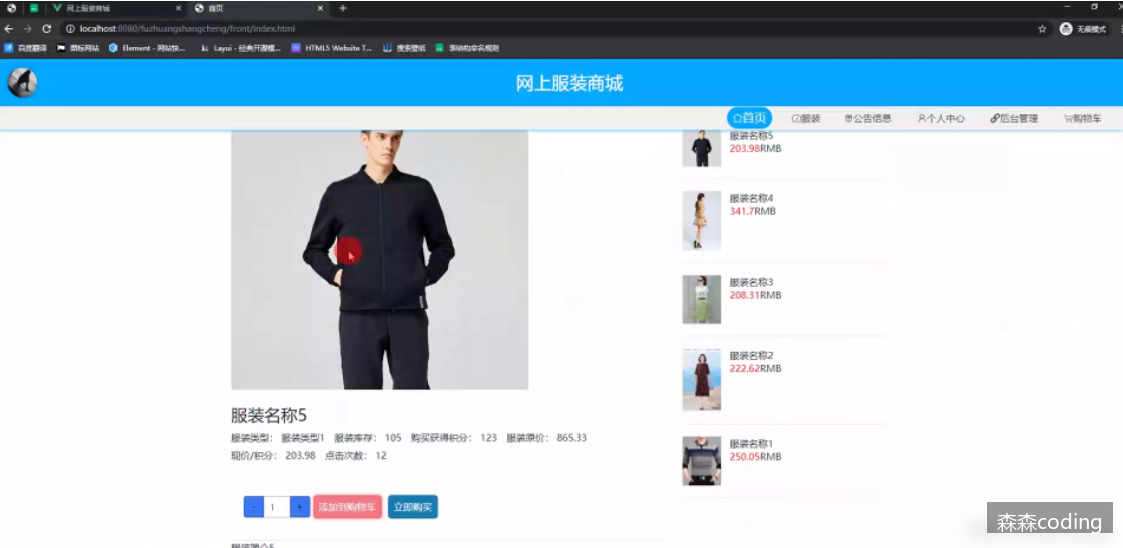 网上服装商城 × 首页 × +
localhost:8080/fuzhuangshangcheng/front/index.html 无痕模式
百度翻译 图标网站 Element - 网站快... Layui - 经典开源模... HTML5 Website T... 搜索壁纸
网上服装商城
首页 服装 公告信息 个人中心 后台管理 购物车
服装名称5
203.98RMB
服装名称4
341.7RMB
服装名称3
208.31RMB
服装名称2
222.62RMB
服装名称1
250.05RMB
服装名称5
服装类型： 服装类型1 服装库存： 105 购买获得积分： 123 服装原价： 865.33
现价/积分： 203.98 点击次数： 12
- 1 + 添加到购物车 立即购买
森森coding